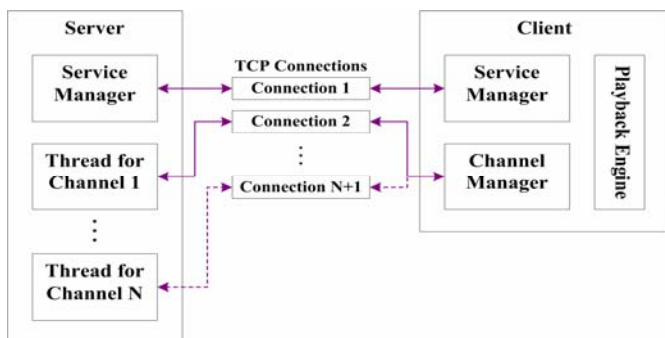 Server
Service
Manager
Thread for
Channel 1
Thread for
Channel N
TCP Connections
Connection 1
Connection 2
Connection N+1
Client
Service
Manager
Channel
Manager
Playback Engine